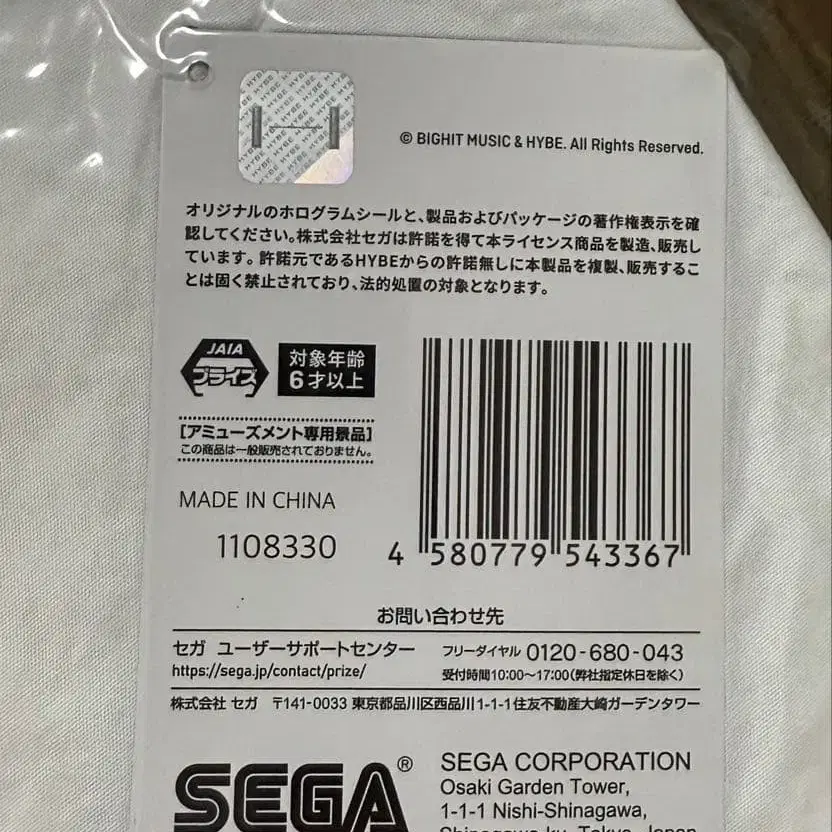 HYBE
© BIGHIT MUSIC & HYBE. All Rights Reserved.
オリジナルのホログラムシールと、製品およびパッケージの著作権表示を確
認してください。株式会社セガは許諾を得て本ライセンス商品を製造、販売し
ています。許諾元であるHYBEからの許諾無しに本製品を複製、販売するこ
とは固く禁止されており、法的処置の対象となります。
JAIA
プライズ
対象年齢
6才以上
[アミューズメント専用景品]
この商品は一般販売されておりません。
MADE IN CHINA
1108330
4 580779 543367
お問い合わせ先
セガ ユーザーサポートセンター
https://sega.jp/contact/prize/
フリーダイヤル 0120-680-043
受付時間10:00~17:00(弊社指定休日を除く)
株式会社 セガ 〒141-0033 東京都品川区西品川1-1-1住友不動産大崎ガーデンタワー
SEGA®
SEGA CORPORATION
Osaki Garden Tower,
1-1-1 Nishi-Shinagawa,
Shinagawa-ku, Tokyo, Japan